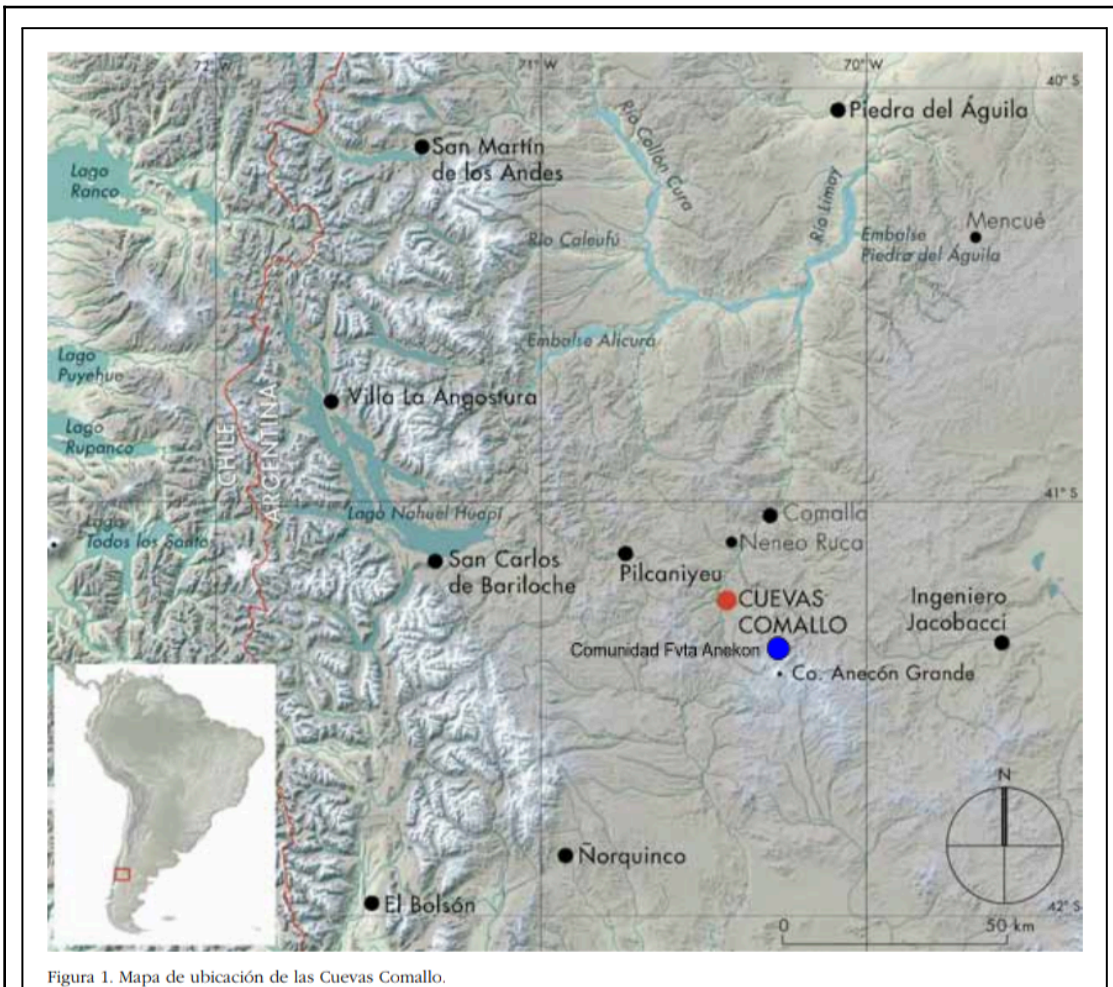 72° W
71° W
70° W
40° S
Piedra del Águila
San Martín
de los Andes
Río Collón Cura
Lago
Ranco
Río Limay
Mencué
Río Caleufú
Embalse
Piedra del Águila
Embalse Alicurá
Lago
Puyehue
Villa La Angostura
Lago
Rupanco
CHILE
ARGENTINA
41° S
Lago Nahuel Huapi
Comallo
Lago
Todos los Santos
Neneo Ruca
San Carlos
de Bariloche
Pilcaniyeu
CUEVAS
COMALLO
Ingeniero
Jacobacci
Comunidad Fvta Anekon
Co. Anecón Grande
N
Ñorquinco
El Bolsón
42° S
0
50 km
Figura 1. Mapa de ubicación de las Cuevas Comallo.